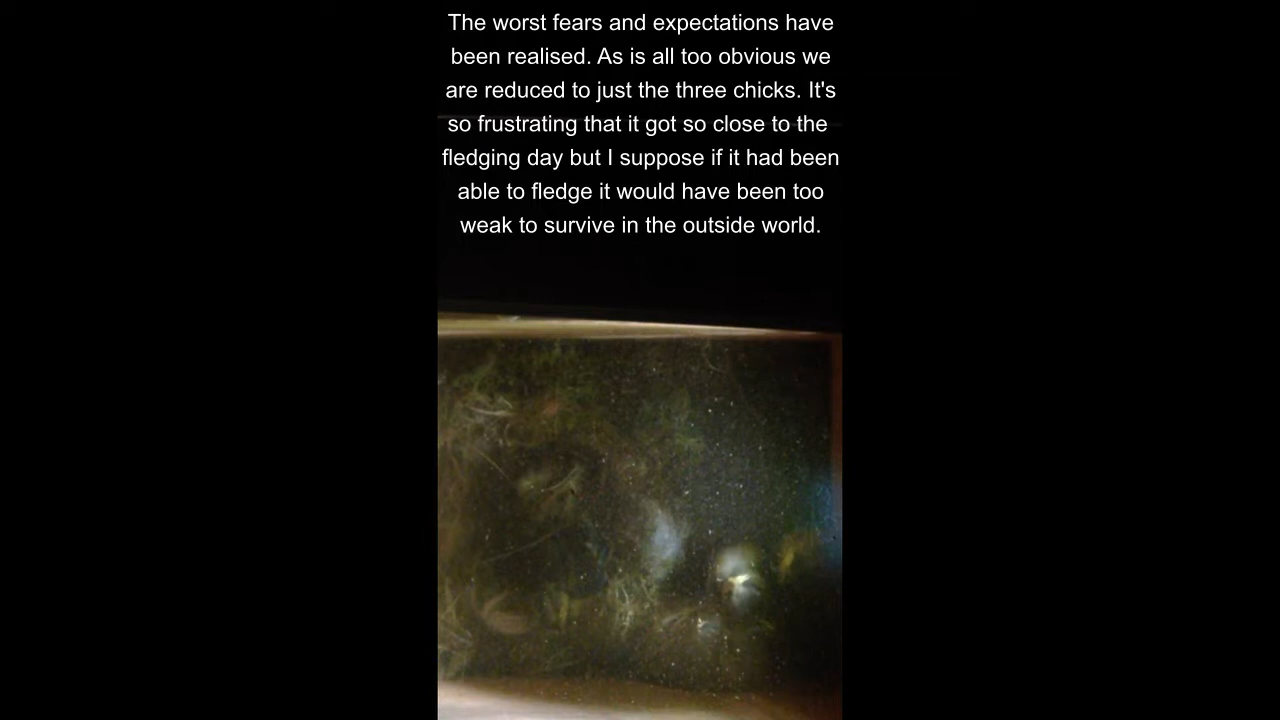 The worst fears and expectations have
been realised. As is all too obvious we
are reduced to just the three chicks. It's
so frustrating that it got so close to the
fledging day but I suppose if it had been
able to fledge it would have been too
weak to survive in the outside world.